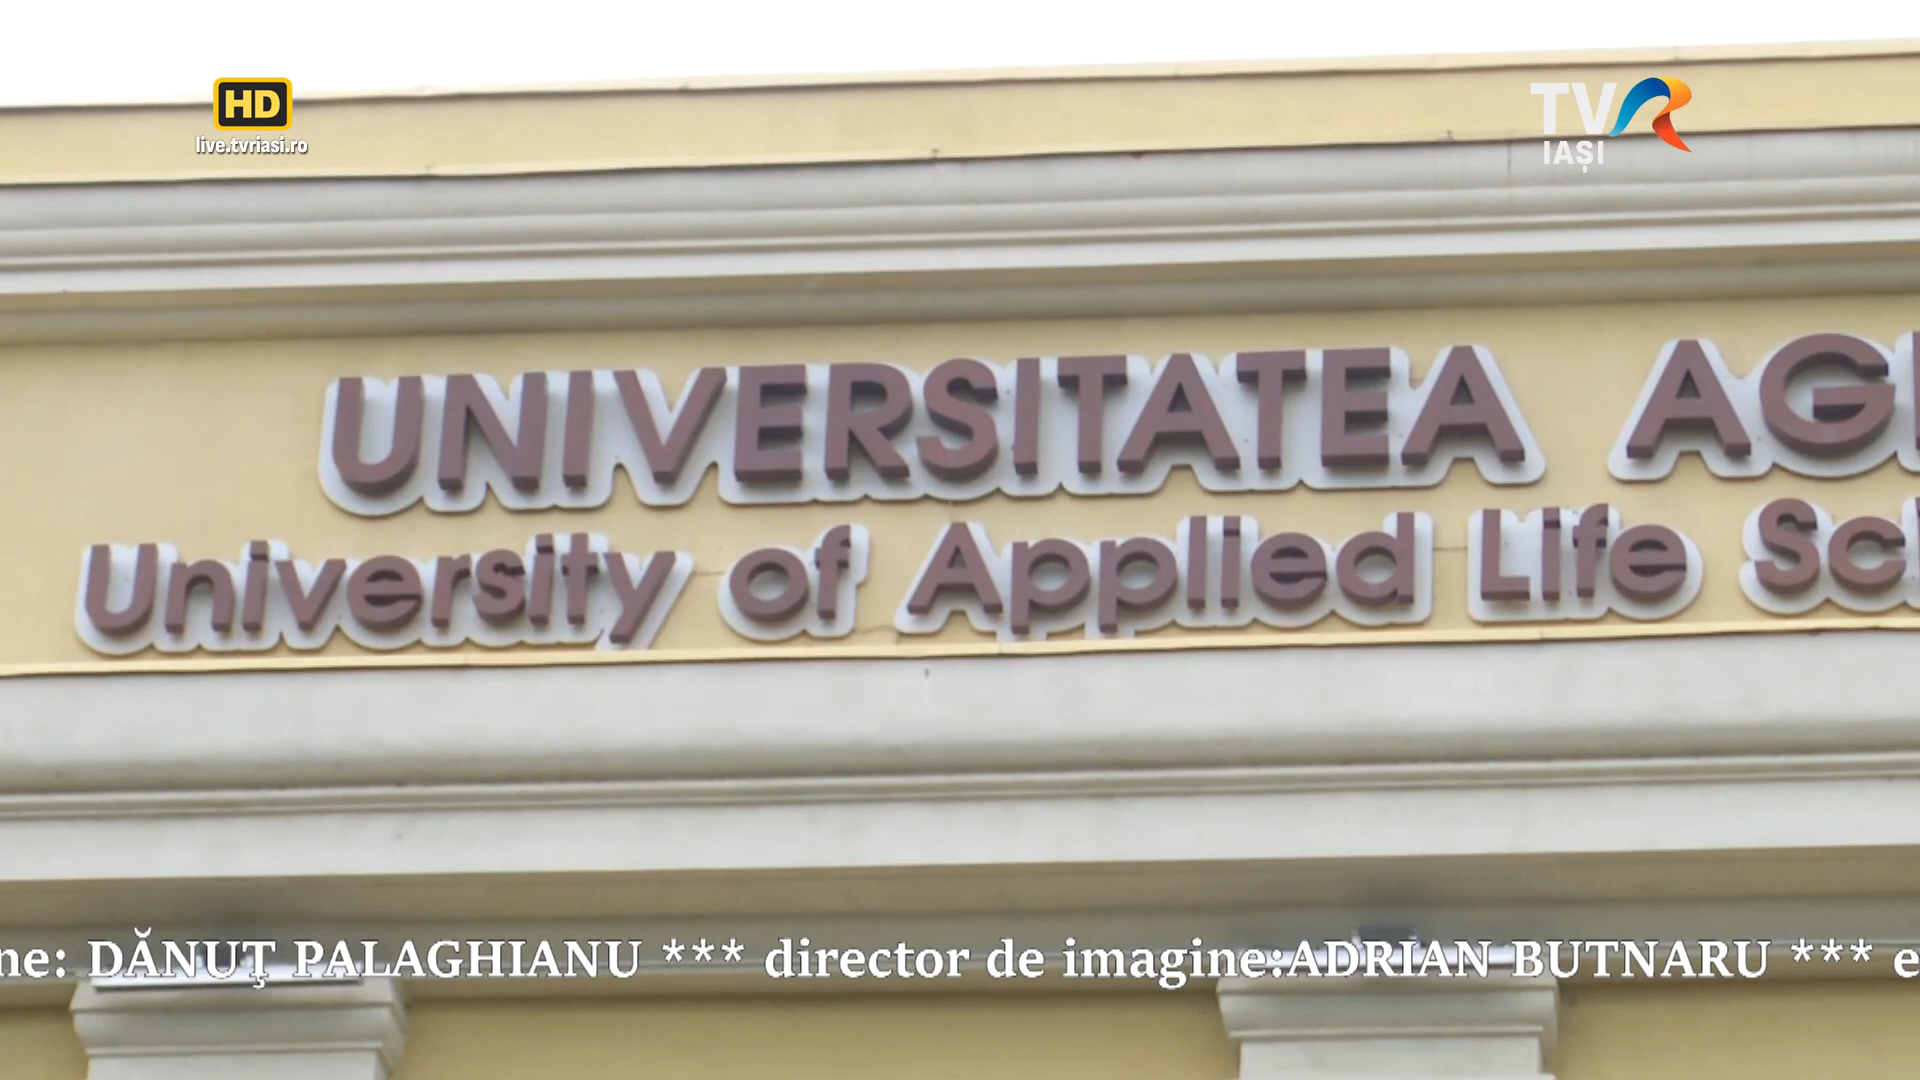 HD
live.tvriasi.ro
TVR
IAȘI
UNIVERSITATEA AG
University of Applied Life Sc
ne: DĂNUŢ PALAGHIANU *** director de imagine:ADRIAN BUTNARU *** e